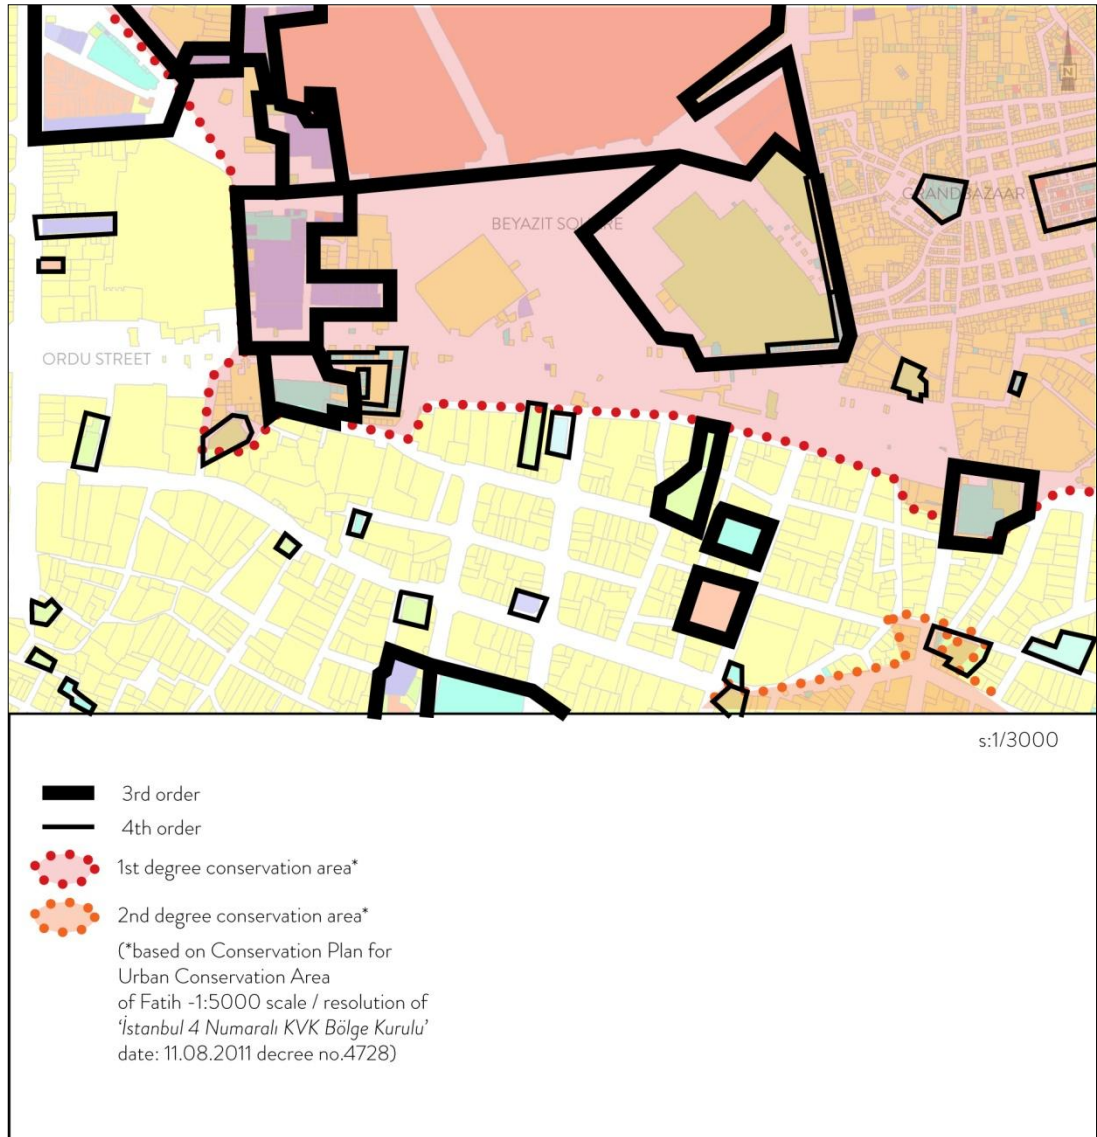 N
GRANDBAZAAR
BEYAZIT SQUARE
ORDU STREET
s:1/3000
3rd order
4th order
1st degree conservation area*
2nd degree conservation area*
(*based on Conservation Plan for
Urban Conservation Area
of Fatih -1:5000 scale / resolution of
‘İstanbul 4 Numaralı KVK Bölge Kurulu’
date: 11.08.2011 decree no.4728)